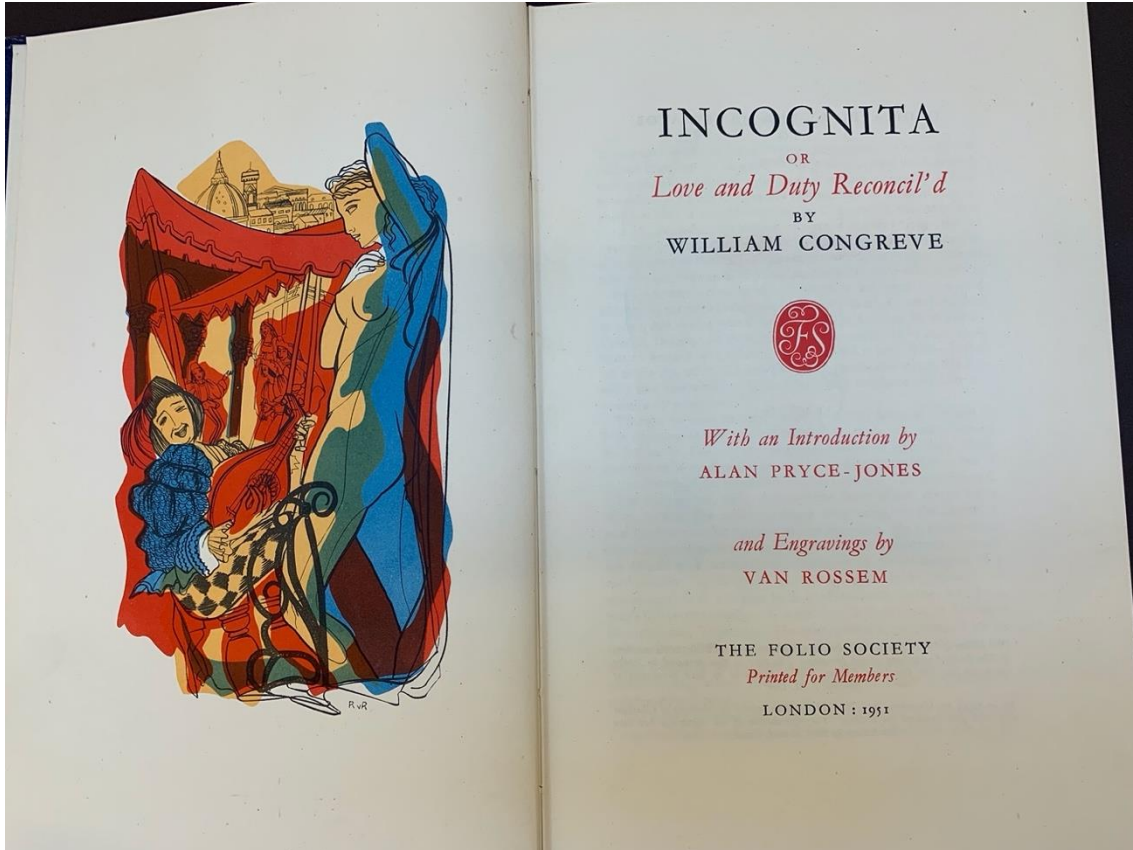 RvR
INCOGNITA
OR
Love and Duty Reconcil'd
BY
WILLIAM CONGREVE
FS
With an Introduction by
ALAN PRYCE-JONES
and Engravings by
VAN ROSSEM
THE FOLIO SOCIETY
Printed for Members
LONDON : 1951